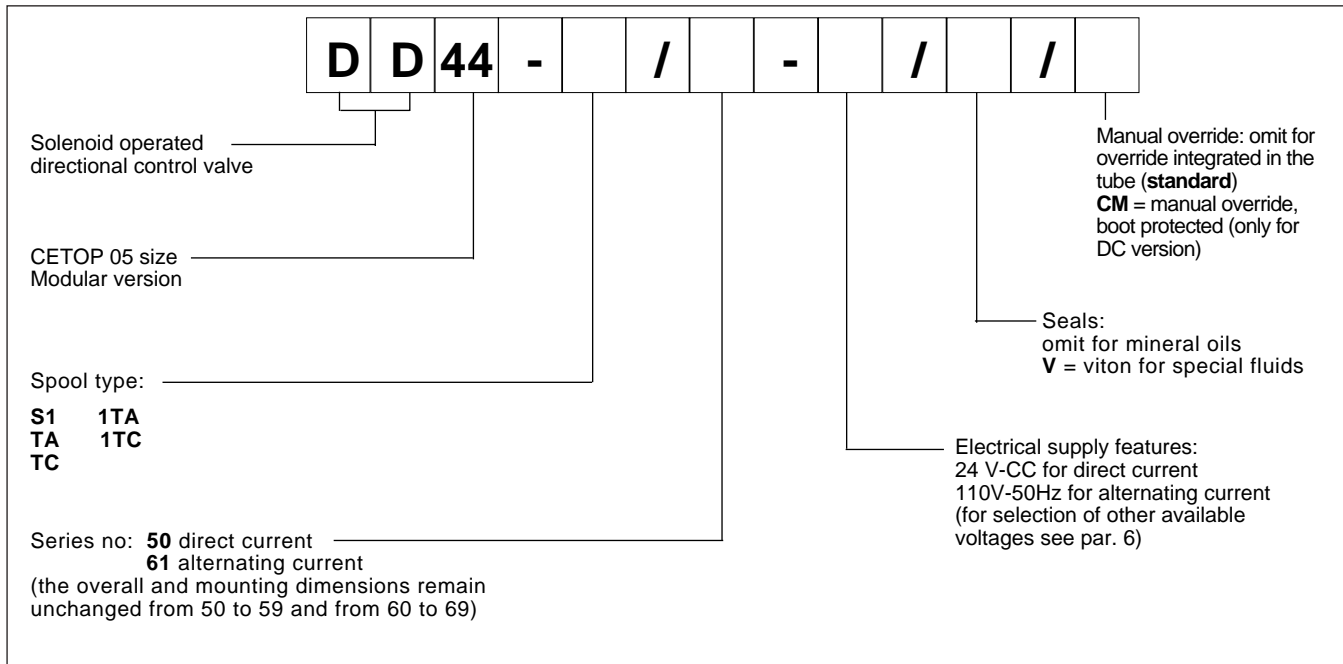 D D 44 - / - / /
Solenoid operated
directional control valve
CETOP 05 size
Modular version
Spool type:
S1 1TA
TA 1TC
TC
Series no: 50 direct current
61 alternating current
(the overall and mounting dimensions remain
unchanged from 50 to 59 and from 60 to 69)
Manual override: omit for
override integrated in the
tube (standard)
CM = manual override,
boot protected (only for
DC version)
Seals:
omit for mineral oils
V = viton for special fluids
Electrical supply features:
24 V-CC for direct current
110V-50Hz for alternating current
(for selection of other available
voltages see par. 6)